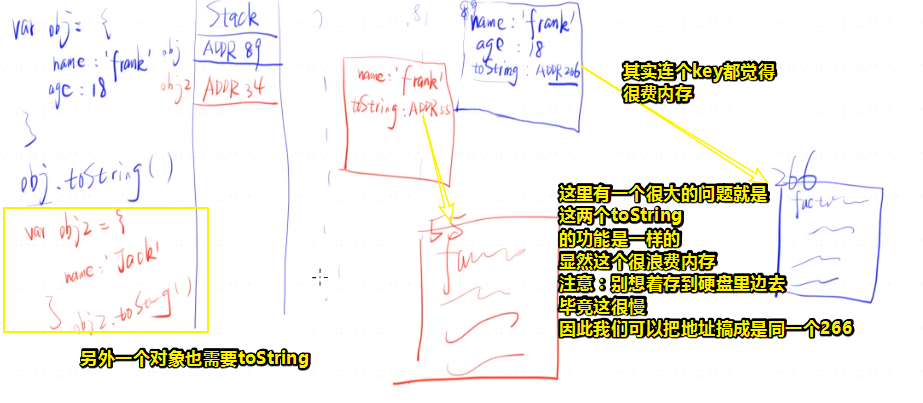 var obj = {
name: 'frank'
age: 18
}
obj.toString()
var obj2 = {
name: 'Jack'
}
obj2.toString()
另外一个对象也需要toString
Stack
obj
ADDR 89
obj2
ADDR 34
name: 'frank'
toString: ADDR
55
89
name: 'frank'
age : 18
toString: ADDR 266
其实连个key都觉得
很费内存
266
这里有一个很大的问题就是
这两个toString
的功能是一样的
显然这个很浪费内存
注意：别想着存到硬盘里边去
毕竟这很慢
因此我们可以把地址搞成是同一个266